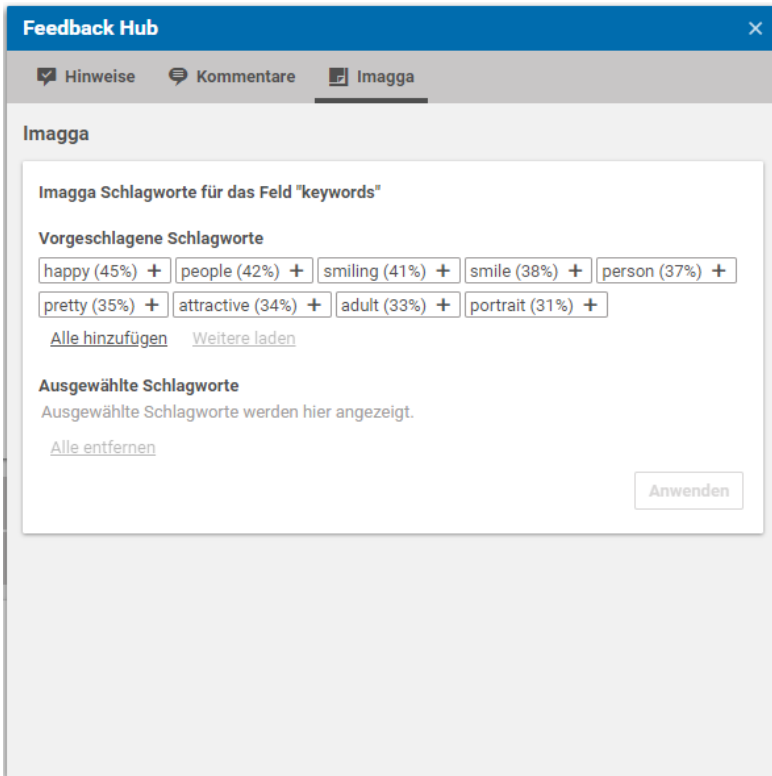 Feedback Hub ×
Hinweise Kommentare Imagga
Imagga
Imagga Schlagworte für das Feld "keywords"
Vorgeschlagene Schlagworte
happy (45%) + people (42%) + smiling (41%) + smile (38%) + person (37%) +
pretty (35%) + attractive (34%) + adult (33%) + portrait (31%) +
Alle hinzufügen Weitere laden
Ausgewählte Schlagworte
Ausgewählte Schlagworte werden hier angezeigt.
Alle entfernen
Anwenden